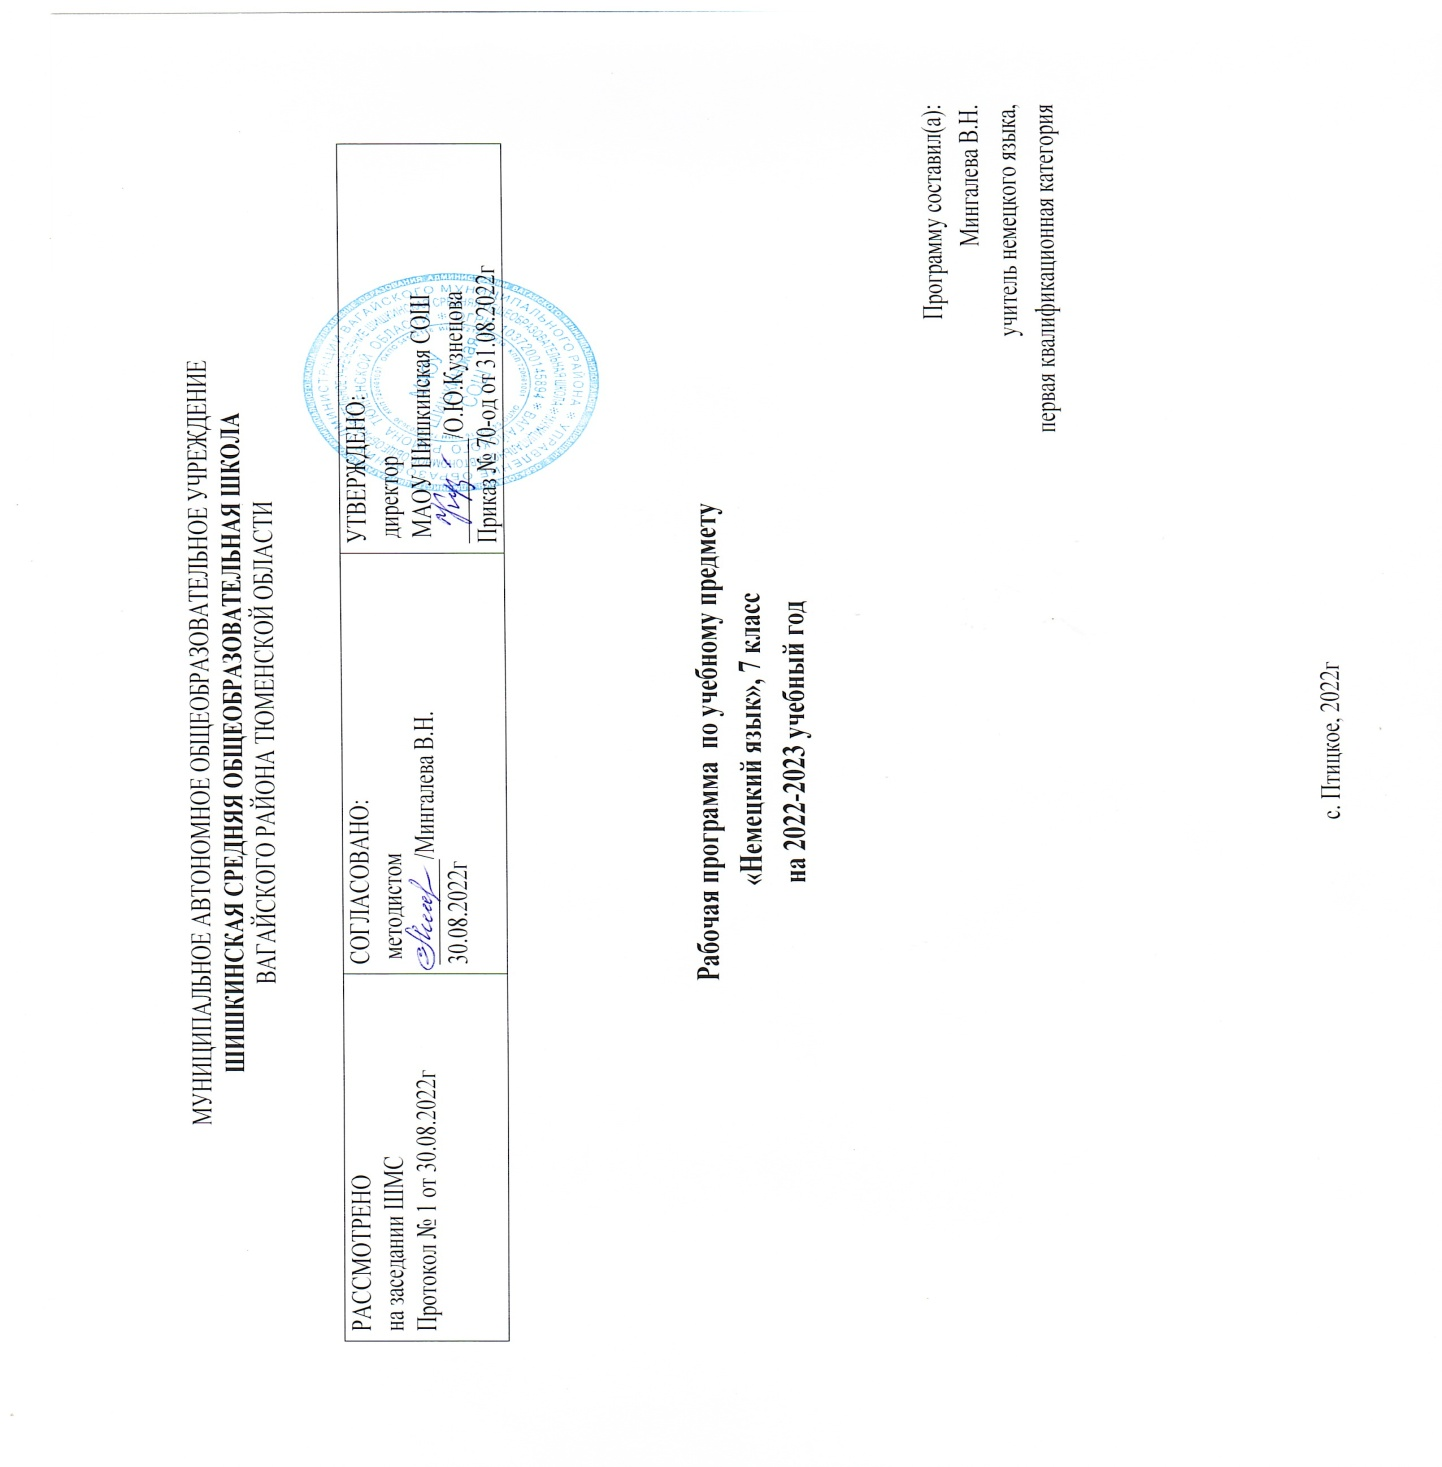 МУНИЦИПАЛЬНОЕ АВТОНОМНОЕ ОБЩЕОБРАЗОВАТЕЛЬНОЕ УЧРЕЖДЕНИЕ
ШИШКИНСКАЯ СРЕДНЯЯ ОБЩЕОБРАЗОВАТЕЛЬНАЯ ШКОЛА
ВАГАЙСКОГО РАЙОНА ТЮМЕНСКОЙ ОБЛАСТИ
РАССМОТРЕНО
на заседании ШМС
Протокол № 1 от 30.08.2022г
СОГЛАСОВАНО:
методистом
/Мингалева В.Н.
30.08.2022г
УТВЕРЖДЕНО:
директор
МАОУ Шишкинская СОШ
/О.Ю.Кузнецова
Приказ № 70-од от 31.08.2022г
Рабочая программа по учебному предмету
«Немецкий язык», 7 класс
на 2022-2023 учебный год
Программу составил(а):
Мингалева В.Н.
учитель немецкого языка,
первая квалификационная категория
с. Птицкое, 2022г